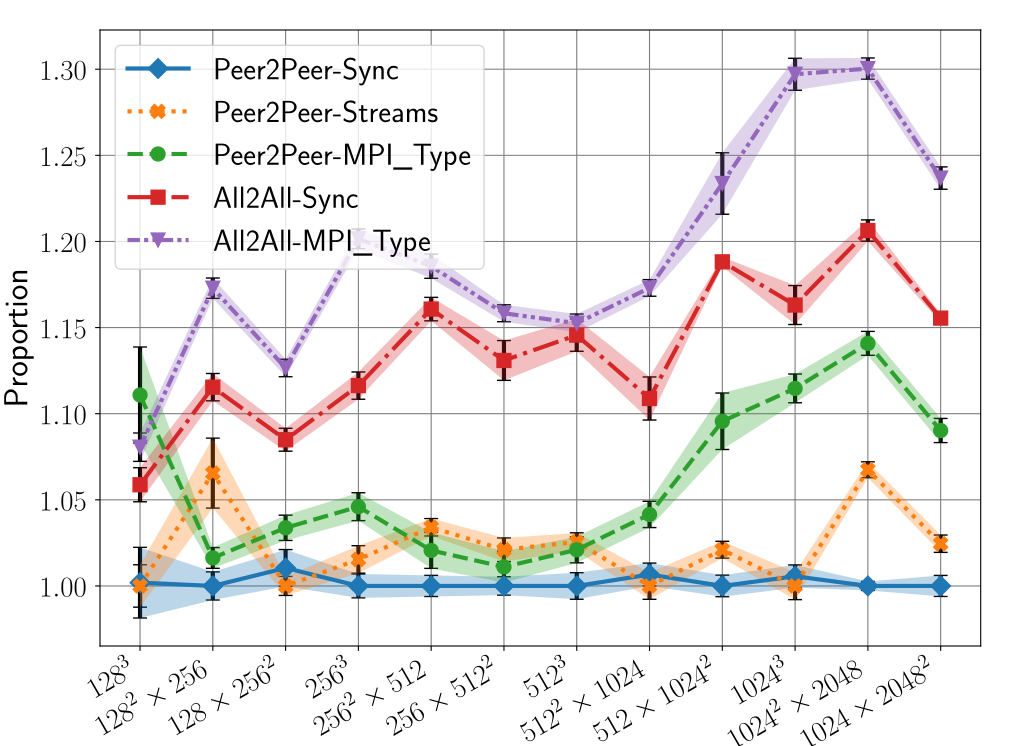 Proportion
1.30
1.25
1.20
1.15
1.10
1.05
1.00
Peer2Peer-Sync
Peer2Peer-Streams
Peer2Peer-MPI_Type
All2All-Sync
All2All-MPI_Type
128³
128² × 256
128 × 256²
256³
256² × 512
256 × 512²
512³
512² × 1024
512 × 1024²
1024³
1024² × 2048
1024 × 2048²